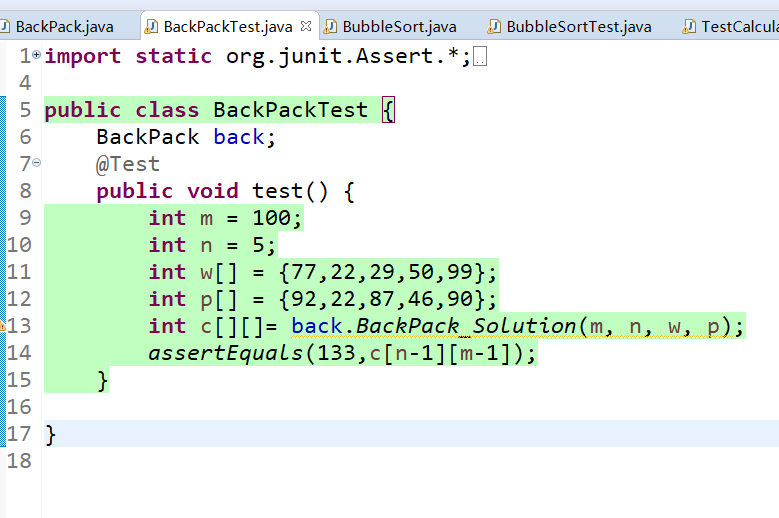 BackPack.java BackPackTest.java BubbleSort.java BubbleSortTest.java TestCalcula
1 import static org.junit.Assert.*;
4
5 public class BackPackTest {
6 BackPack back;
7 @Test
8 public void test() {
9 int m = 100;
10 int n = 5;
11 int w[] = {77,22,29,50,99};
12 int p[] = {92,22,87,46,90};
13 int c[][]= back.BackPack_Solution(m, n, w, p);
14 assertEquals(133,c[n-1][m-1]);
15 }
16
17 }
18